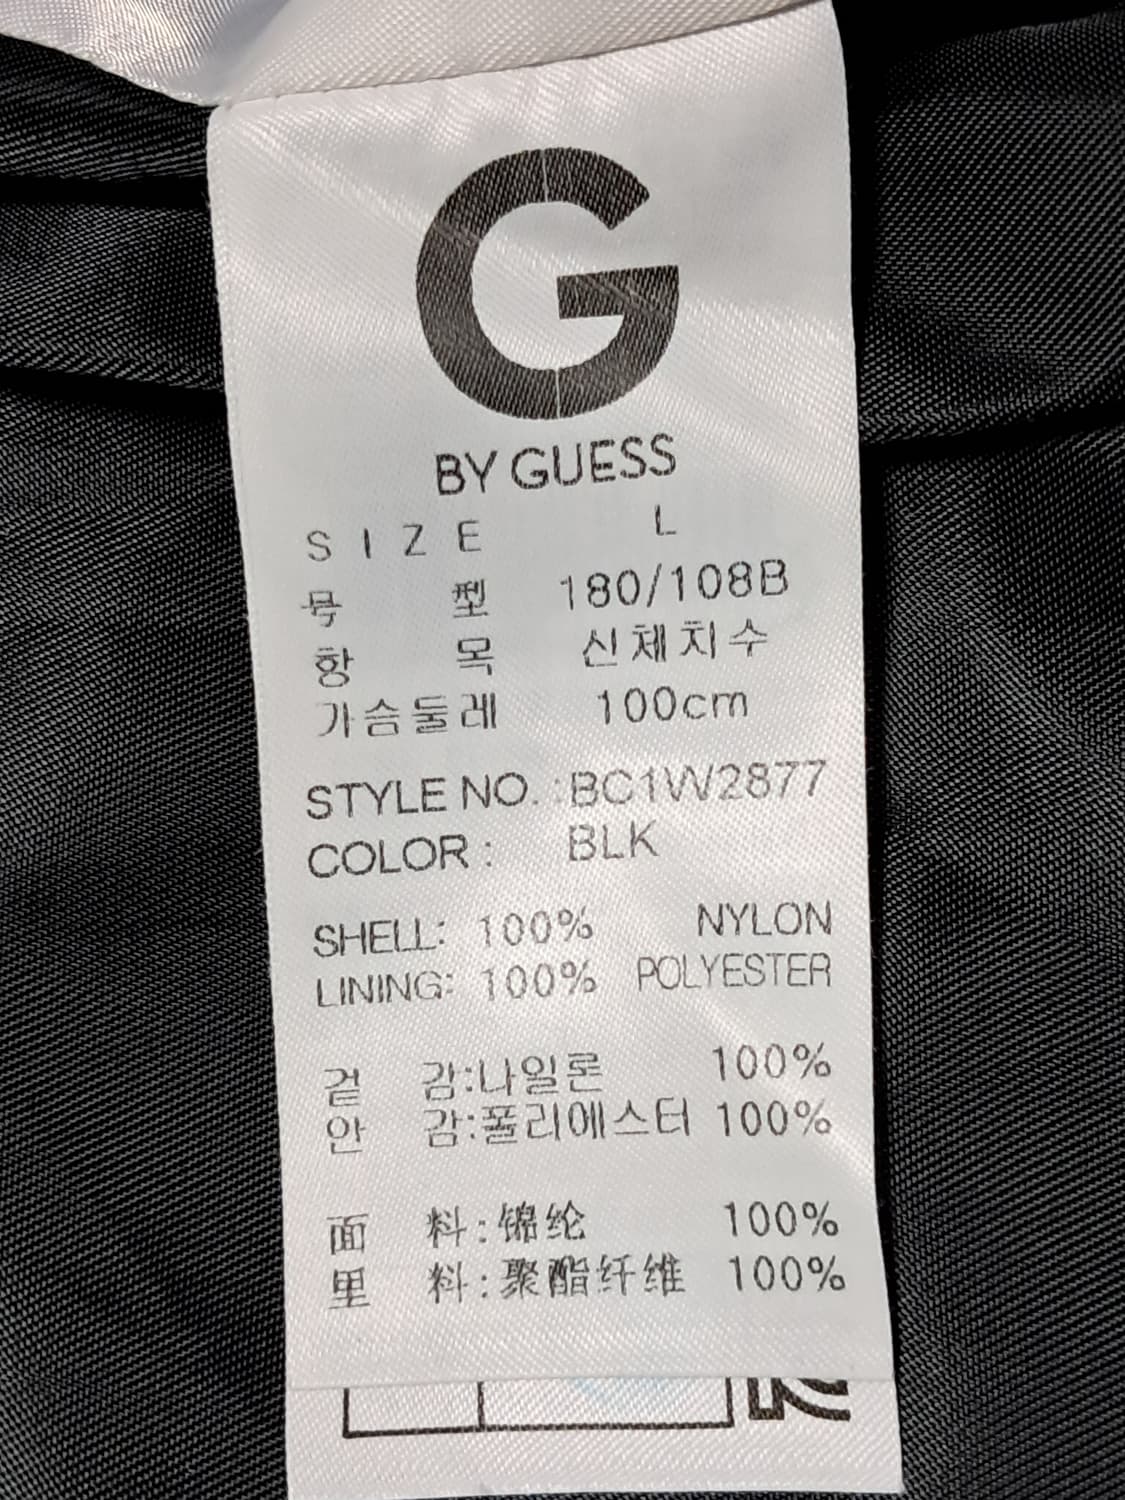 G
BY GUESS
SIZE L
号 型 180/108B
항 목 신체치수
가슴둘레 100cm
STYLE NO. :BC1W2877
COLOR : BLK
SHELL: 100% NYLON
LINING: 100% POLYESTER
겉 감:나일론 100%
안 감:폴리에스터 100%
面 料:锦纶 100%
里 料:聚酯纤维 100%